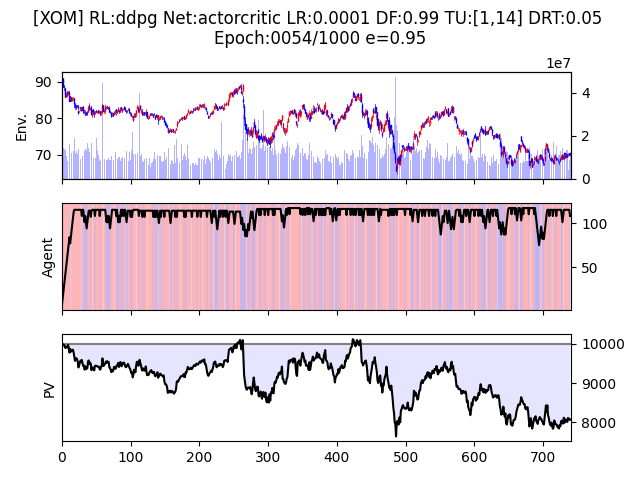 [XOM] RL:ddpg Net:actorcritic LR:0.0001 DF:0.99 TU:[1,14] DRT:0.05
Epoch:0054/1000 e=0.95
1e7
Env.
90
80
70
4
2
0
Agent
100
50
PV
10000
9000
8000
0 100 200 300 400 500 600 700